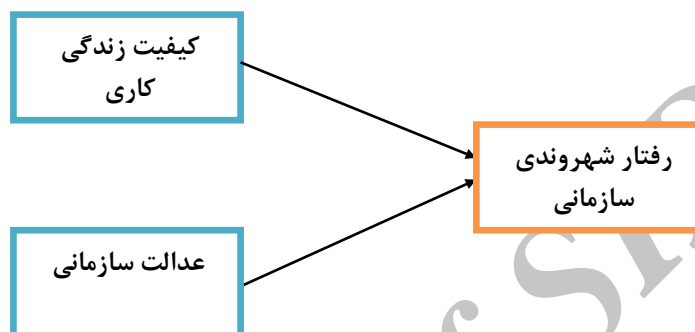 کیفیت زندگی
کاری
رفتار شهروندی
سازمانی
عدالت سازمانی